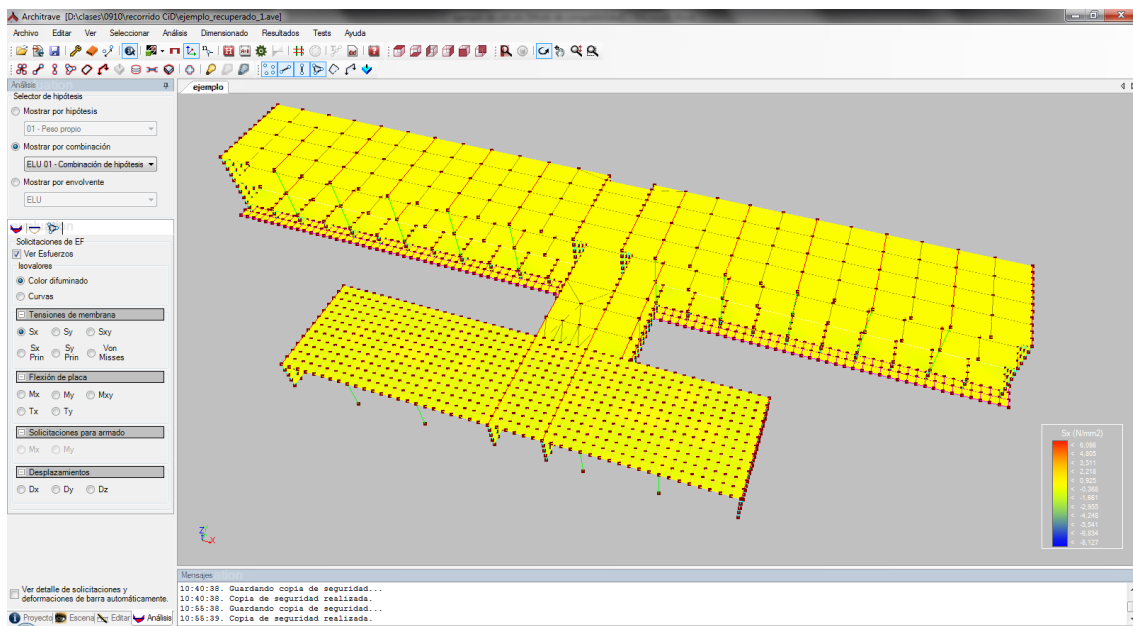 Architrave [D:\clases\0910\recorrido CiD\ejemplo_recuperado_1.ave]
Archivo Editar Ver Seleccionar Análisis Dimensionado Resultados Tests Ayuda
Análisis
ejemplo
Selector de hipótesis
Mostrar por hipótesis
01 - Peso propio
Mostrar por combinación
ELU 01 - Combinación de hipótesis
Mostrar por envolvente
ELU
Solicitaciones de EF
Ver Esfuerzos
Isovalores
Color difuminado
Curvas
Tensiones de membrana
Sx Sy Sxy
Sx Prin Sy Prin Von Misses
Flexión de placa
Mx My Mxy
Tx Ty
Solicitaciones para armado
Mx My
Desplazamientos
Dx Dy Dz
Sx (N/mm2)
< 6,098
< 4,805
< 3,511
< 2,218
< 0,925
< -0,368
< -1,661
< -2,955
< -4,248
< -5,541
< -6,834
< -8,127
Z
X
Ver detalle de solicitaciones y
deformaciones de barra automáticamente.
Mensajes
10:40:38. Guardando copia de seguridad...
10:40:38. Copia de seguridad realizada.
10:55:38. Guardando copia de seguridad...
10:55:39. Copia de seguridad realizada.
Proyecto Escena Editar Análisis